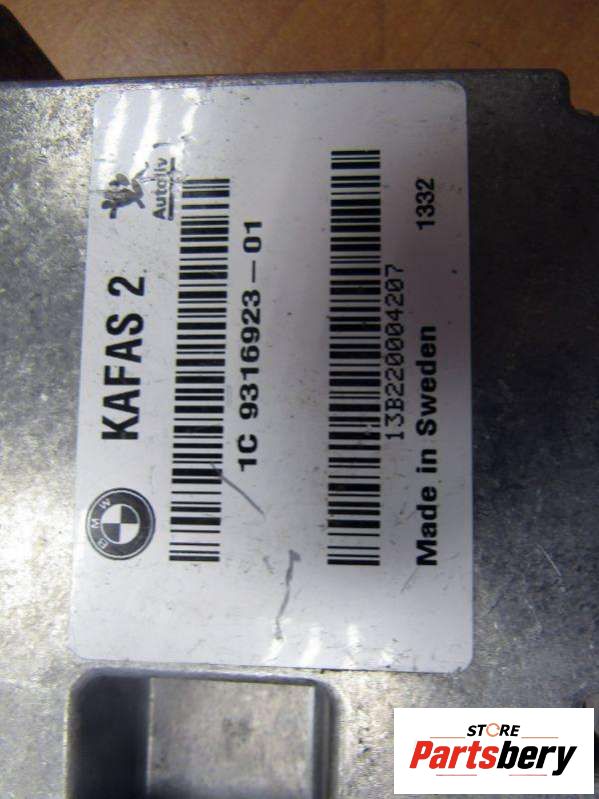 BMW
KAFAS 2
Autoliv
1C 9316923-01
13B220004207
Made in Sweden 1332
STORE
Partsbery